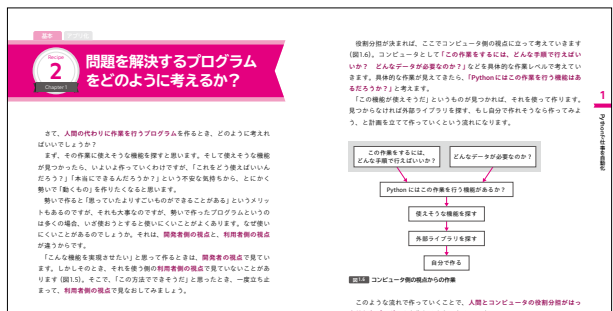 基本
アプリ化
Recipe
2
Chapter 1
問題を解決するプログラム
をどのように考えるか?
さて、人間の代わりに作業を行うプログラムを作るとき、どのように考えれ
ばいいでしょうか?
まず、その作業に使えそうな機能を探すと思います。そして使えそうな機能
が見つかったら、いよいよ作っていくわけですが、「これをどう使えばいいん
だろう?」「本当にできるんだろうか?」という不安な気持ちから、とにかく
勢いで「動くもの」を作りたくなると思います。
勢いで作ると「思っていたよりすごいものができることがある」というメリッ
トもあるのですが、それも大事なのですが、勢いで作ったプログラムというの
は多くの場合、いざ使おうとすると使いにくいことがよくあります。なぜ使い
にくいことがあるのでしょうか。それは、開発者側の視点と、利用者側の視点
が違うからです。
「こんな機能を実現させたい」と思って作るときは、開発者の視点で見てい
ます。しかしそのとき、それを使う側の利用者側の視点で見ていないことがあ
ります(図1.5)。そこで、「この方法でできそうだ」と思ったとき、一度立ち止
まって、利用者側の視点で見なおしてみましょう。
役割分担が決まれば、ここでコンピュータ側の視点に立って考えていきます
(図1.6)。コンピュータとして「この作業をするには、どんな手順で行えばい
いか? どんなデータが必要なのか?」などを具体的な作業レベルで考えてい
きます。具体的な作業が見えてきたら、「Pythonにはこの作業を行う機能はあ
るだろうか?」と考えます。
「この機能が使えそうだ」というものが見つかれば、それを使って作ります。
見つからなければ外部ライブラリを探す、もし自分で作れそうなら作ってみよ
う、と計画を立てて作っていくという流れになります。
この作業をするには、
どんな手順で行えばいいか?
どんなデータが必要なのか?
Python にはこの作業を行う機能があるか?
使えそうな機能を探す
外部ライブラリを探す
自分で作る
図1.6 コンピュータ側の視点からの作業
このような流れで作っていくことで、人間とコンピュータの役割分担がはっ
1
Pythonで仕事を自動化